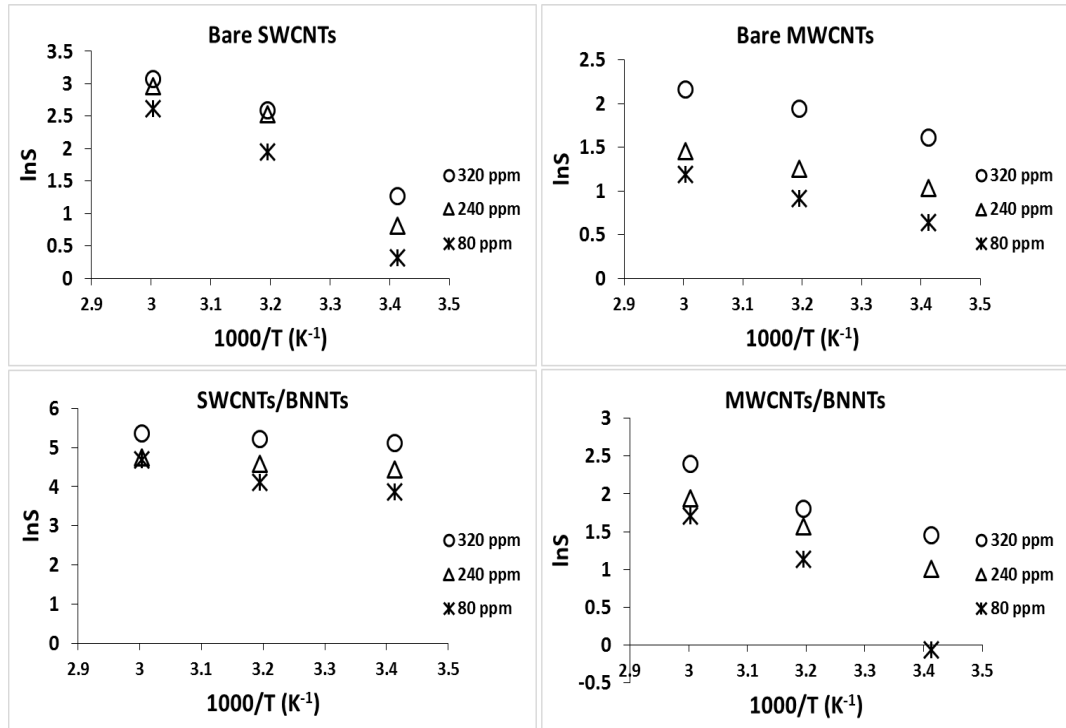 Bare SWCNTs
3.5
3
2.5
2
1.5
1
0.5
0
lnS
2.9 3 3.1 3.2 3.3 3.4 3.5
1000/T (K⁻¹)
320 ppm
240 ppm
80 ppm
Bare MWCNTs
2.5
2
1.5
1
0.5
0
lnS
2.9 3 3.1 3.2 3.3 3.4 3.5
1000/T (K⁻¹)
320 ppm
240 ppm
80 ppm
SWCNTs/BNNTs
6
5
4
3
2
1
0
lnS
2.9 3 3.1 3.2 3.3 3.4 3.5
1000/T (K⁻¹)
320 ppm
240 ppm
80 ppm
MWCNTs/BNNTs
3
2.5
2
1.5
1
0.5
0
-0.5
lnS
2.9 3 3.1 3.2 3.3 3.4 3.5
1000/T (K⁻¹)
320 ppm
240 ppm
80 ppm